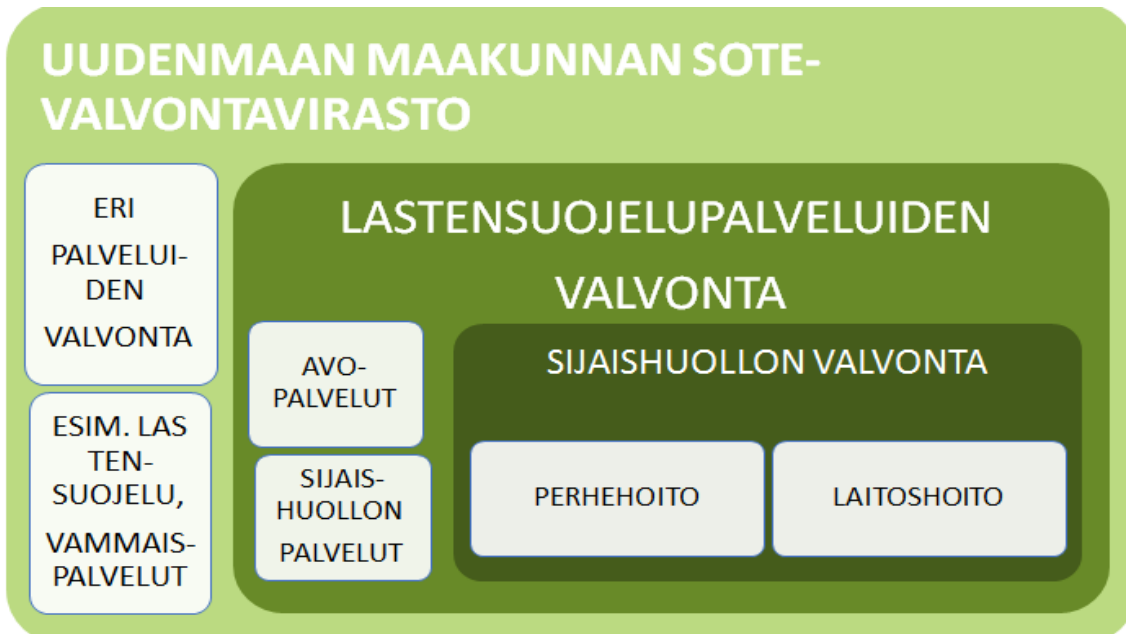 UUDENMAAN MAAKUNNAN SOTE-
VALVONTAVIRASTO
ERI
PALVELUI-
DEN
VALVONTA
ESIM. LAS
TEN-
SUOJELU,
VAMMAIS-
PALVELUT
LASTENSUOJELUPALVELUIDEN
VALVONTA
AVO-
PALVELUT
SIJAIS-
HUOLLON
PALVELUT
SIJAISHUOLLON VALVONTA
PERHEHOITO
LAITOSHOITO